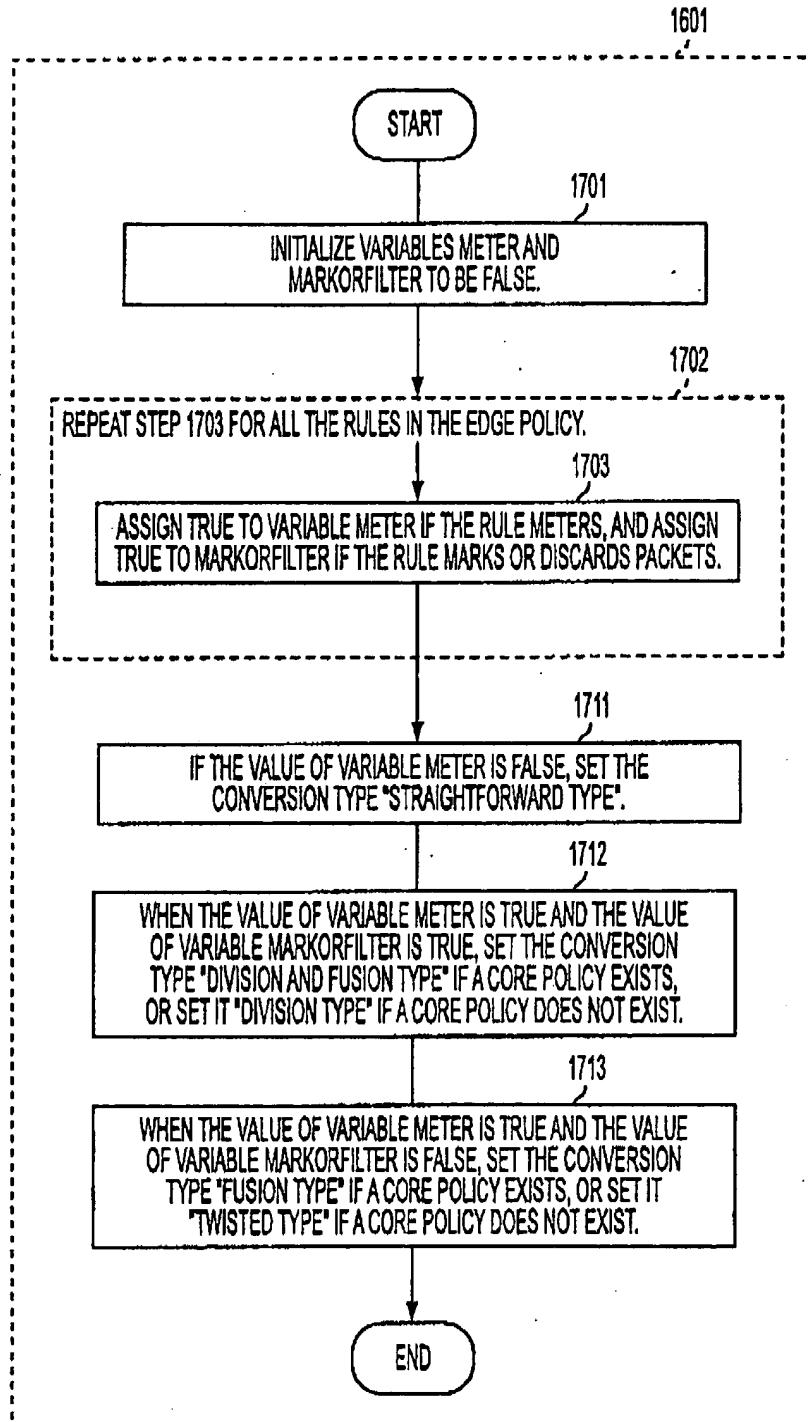 1601
START
1701
INITIALIZE VARIABLES METER AND
MARKORFILTER TO BE FALSE.
1702
REPEAT STEP 1703 FOR ALL THE RULES IN THE EDGE POLICY.
1703
ASSIGN TRUE TO VARIABLE METER IF THE RULE METERS, AND ASSIGN
TRUE TO MARKORFILTER IF THE RULE MARKS OR DISCARDS PACKETS.
1711
IF THE VALUE OF VARIABLE METER IS FALSE, SET THE
CONVERSION TYPE "STRAIGHTFORWARD TYPE".
1712
WHEN THE VALUE OF VARIABLE METER IS TRUE AND THE VALUE
OF VARIABLE MARKORFILTER IS TRUE, SET THE CONVERSION
TYPE "DIVISION AND FUSION TYPE" IF A CORE POLICY EXISTS,
OR SET IT "DIVISION TYPE" IF A CORE POLICY DOES NOT EXIST.
1713
WHEN THE VALUE OF VARIABLE METER IS TRUE AND THE VALUE
OF VARIABLE MARKORFILTER IS FALSE, SET THE CONVERSION
TYPE "FUSION TYPE" IF A CORE POLICY EXISTS, OR SET IT
"TWISTED TYPE" IF A CORE POLICY DOES NOT EXIST.
END